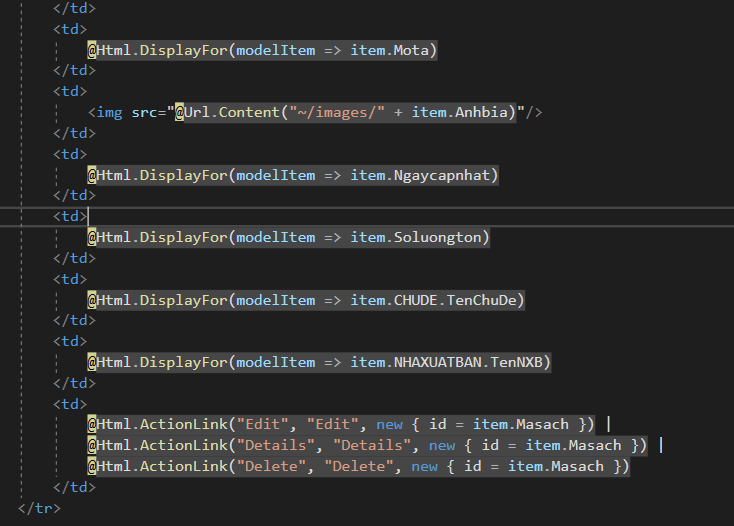 </td>
<td>
@Html.DisplayFor(modelItem => item.Mota)
</td>
<td>
<img src="@Url.Content("~/images/" + item.Anhbia)"/>
</td>
<td>
@Html.DisplayFor(modelItem => item.Ngaycapnhat)
</td>
<td>
@Html.DisplayFor(modelItem => item.Soluongton)
</td>
<td>
@Html.DisplayFor(modelItem => item.CHUDE.TenChuDe)
</td>
<td>
@Html.DisplayFor(modelItem => item.NHAXUATBAN.TenNXB)
</td>
<td>
@Html.ActionLink("Edit", "Edit", new { id = item.Masach }) |
@Html.ActionLink("Details", "Details", new { id = item.Masach }) |
@Html.ActionLink("Delete", "Delete", new { id = item.Masach })
</td>
</tr>